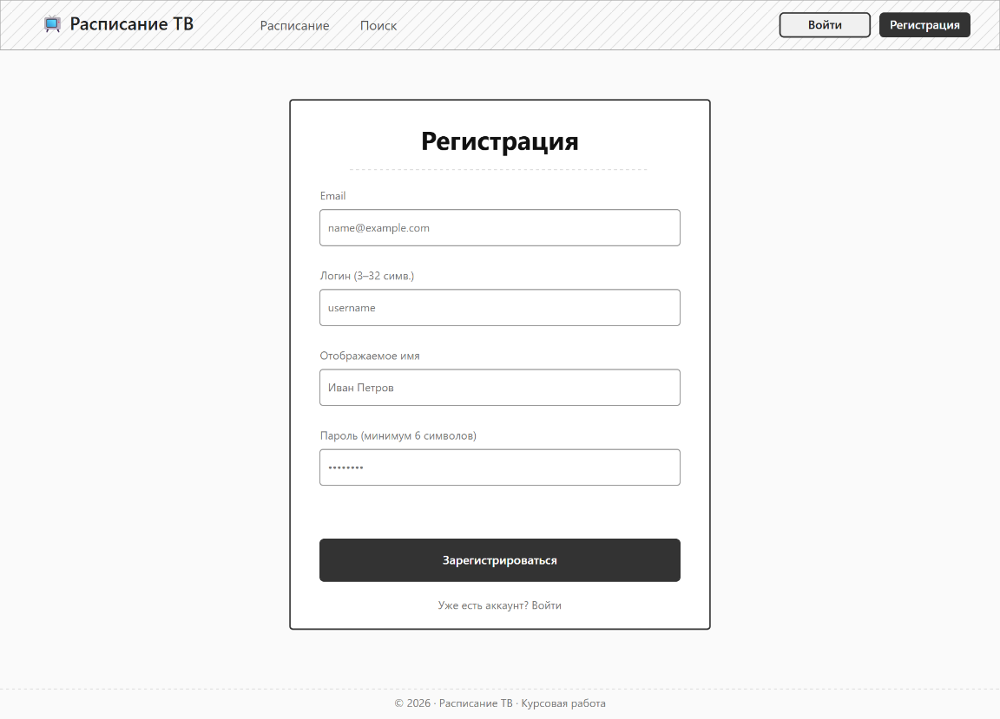 Расписание ТВ
Расписание
Поиск
Войти
Регистрация
Регистрация
Email
name@example.com
Логин (3–32 симв.)
username
Отображаемое имя
Иван Петров
Пароль (минимум 6 символов)
••••••••
Зарегистрироваться
Уже есть аккаунт? Войти
© 2026 · Расписание ТВ · Курсовая работа